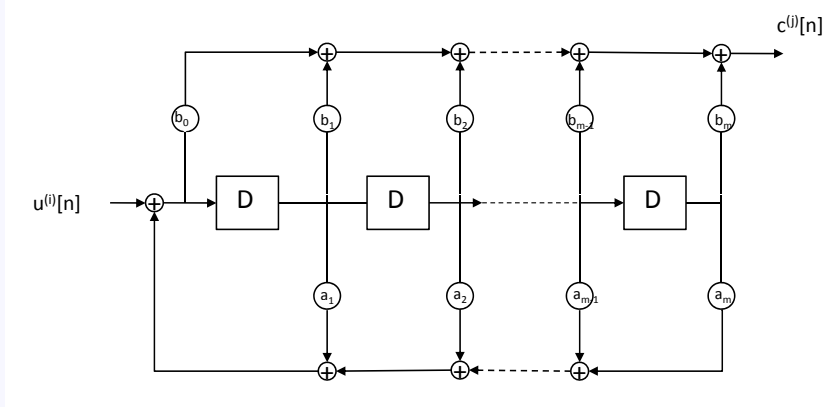 c⁽ʲ⁾[n]
b₀ b₁ b₂ bₘ₋₁ bₘ
u⁽ⁱ⁾[n] D D D
a₁ a₂ aₘ₋₁ aₘ